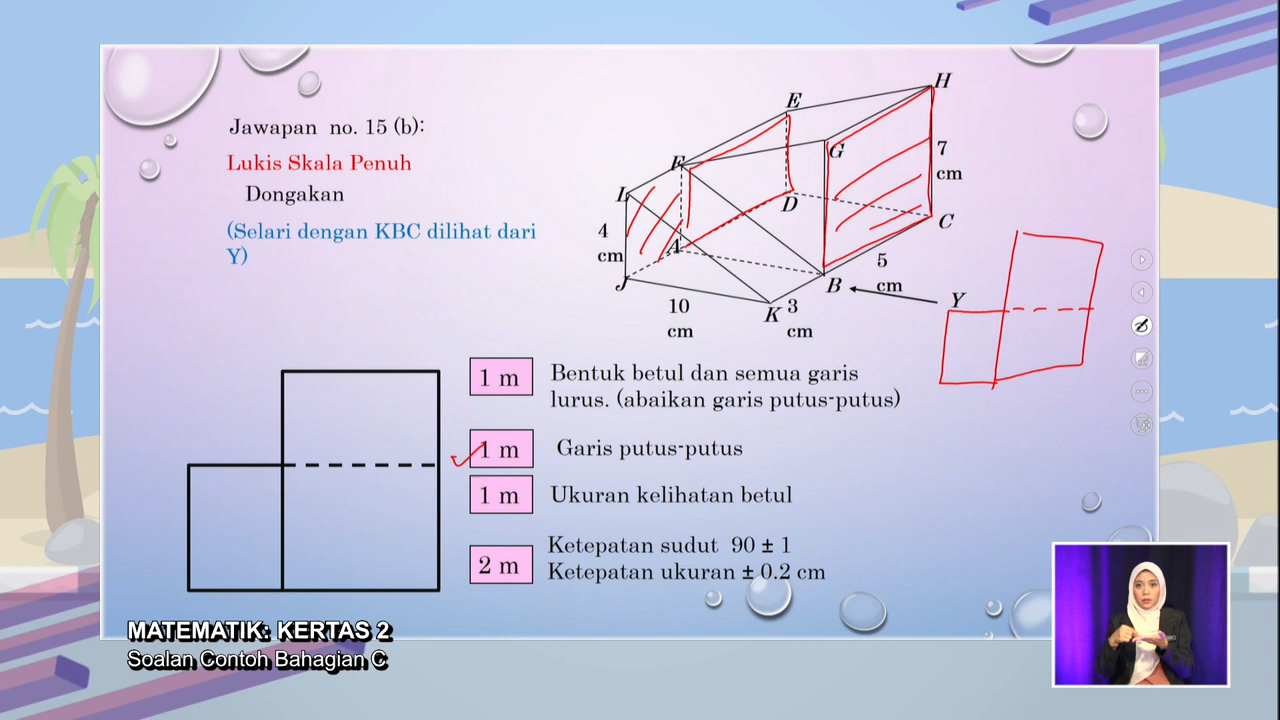 Jawapan no. 15 (b):
Lukis Skala Penuh
Dongakan
(Selari dengan KBC dilihat dari
Y)
H
E
G
F
7
cm
L
D
C
4
cm
A
5
cm
J
B
Y
10
cm
K
3
cm
1 m
Bentuk betul dan semua garis
lurus. (abaikan garis putus-putus)
1 m
Garis putus-putus
1 m
Ukuran kelihatan betul
2 m
Ketepatan sudut 90 ± 1
Ketepatan ukuran ± 0.2 cm
MATEMATIK: KERTAS 2
Soalan Contoh Bahagian C